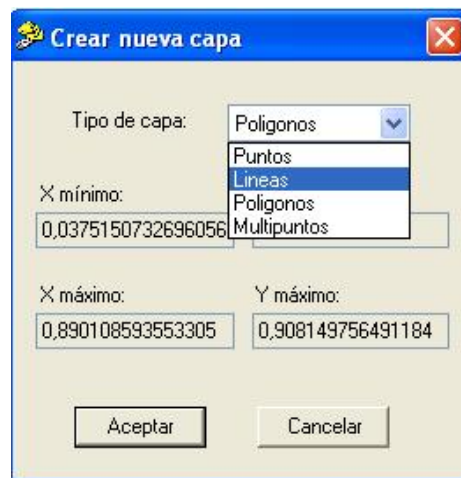 Crear nueva capa
Tipo de capa:
Poligonos
Puntos
Lineas
Poligonos
Multipuntos
X mínimo:
0,0375150732696056
X máximo:
Y máximo:
0,890108593553305
0,908149756491184
Aceptar
Cancelar